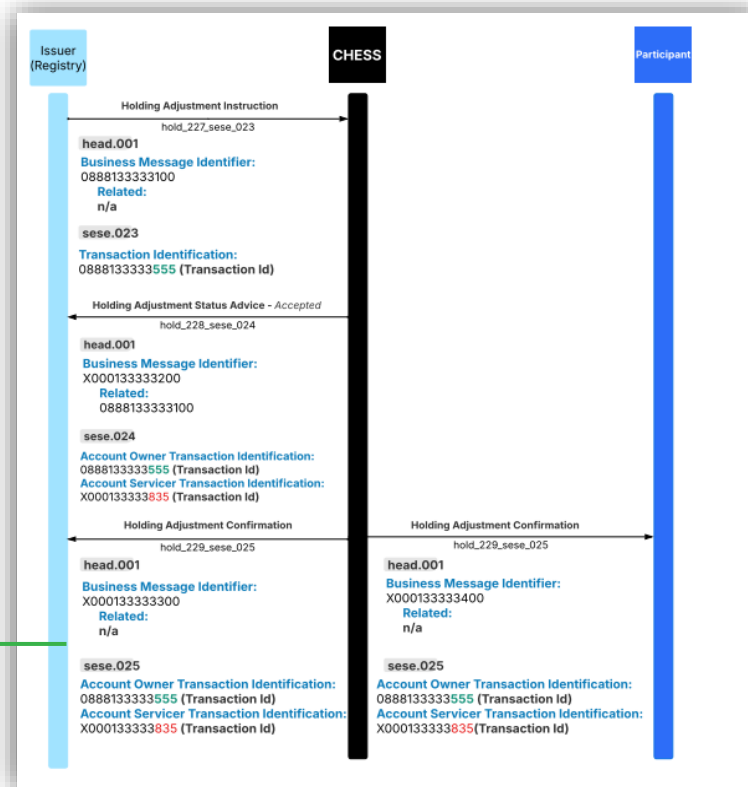 Issuer
(Registry)
CHESS
Participant
Holding Adjustment Instruction
hold_227_sese_023
head.001
Business Message Identifier:
0888133333100
Related:
n/a
sese.023
Transaction Identification:
0888133333555 (Transaction Id)
Holding Adjustment Status Advice - Accepted
hold_228_sese_024
head.001
Business Message Identifier:
X000133333200
Related:
0888133333100
sese.024
Account Owner Transaction Identification:
0888133333555 (Transaction Id)
Account Servicer Transaction Identification:
X000133333835 (Transaction Id)
Holding Adjustment Confirmation
hold_229_sese_025
head.001
Business Message Identifier:
X000133333300
Related:
n/a
sese.025
Account Owner Transaction Identification:
0888133333555 (Transaction Id)
Account Servicer Transaction Identification:
X000133333835 (Transaction Id)
Holding Adjustment Confirmation
hold_229_sese_025
head.001
Business Message Identifier:
X000133333400
Related:
n/a
sese.025
Account Owner Transaction Identification:
0888133333555 (Transaction Id)
Account Servicer Transaction Identification:
X000133333835(Transaction Id)